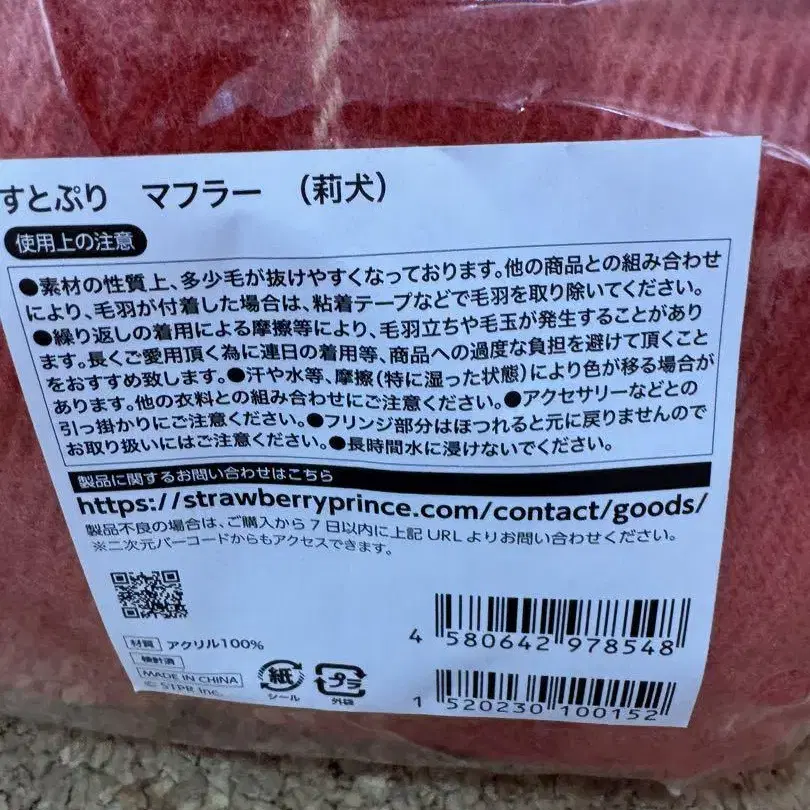 すとぷり　マフラー　（莉犬）
使用上の注意
●素材の性質上、多少毛が抜けやすくなっております。他の商品との組み合わせ
により、毛羽が付着した場合は、粘着テープなどで毛羽を取り除いてください。
●繰り返しの着用による摩擦等により、毛羽立ちや毛玉が発生することがあり
ます。長くご愛用頂く為に連日の着用等、商品への過度な負担を避けて頂くこと
をおすすめ致します。●汗や水等、摩擦（特に湿った状態）により色が移る場合が
あります。他の衣料との組み合わせにご注意ください。●アクセサリーなどとの
引っ掛かりにご注意ください。●フリンジ部分はほつれると元に戻りませんので
お取り扱いにはご注意ください。●長時間水に浸けないでください。
製品に関するお問い合わせはこちら
https://strawberryprince.com/contact/goods/
製品不良の場合は、ご購入から7日以内に上記URLよりお問い合わせください。
※二次元バーコードからもアクセスできます。
材質 アクリル100%
検針済
MADE IN CHINA
© STPR Inc.
紙
シール
プラ
外袋
4 580642 978548
1 520230 100152